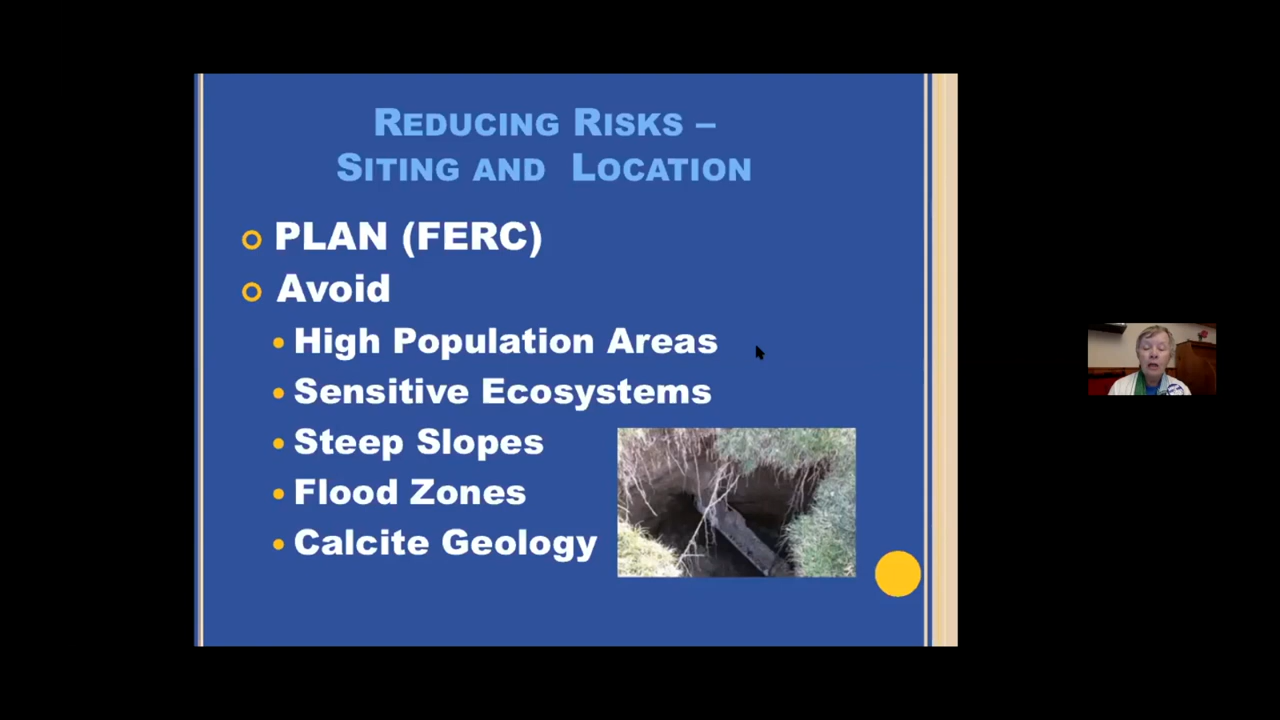 REDUCING RISKS –
SITING AND LOCATION
PLAN (FERC)
Avoid
High Population Areas
Sensitive Ecosystems
Steep Slopes
Flood Zones
Calcite Geology